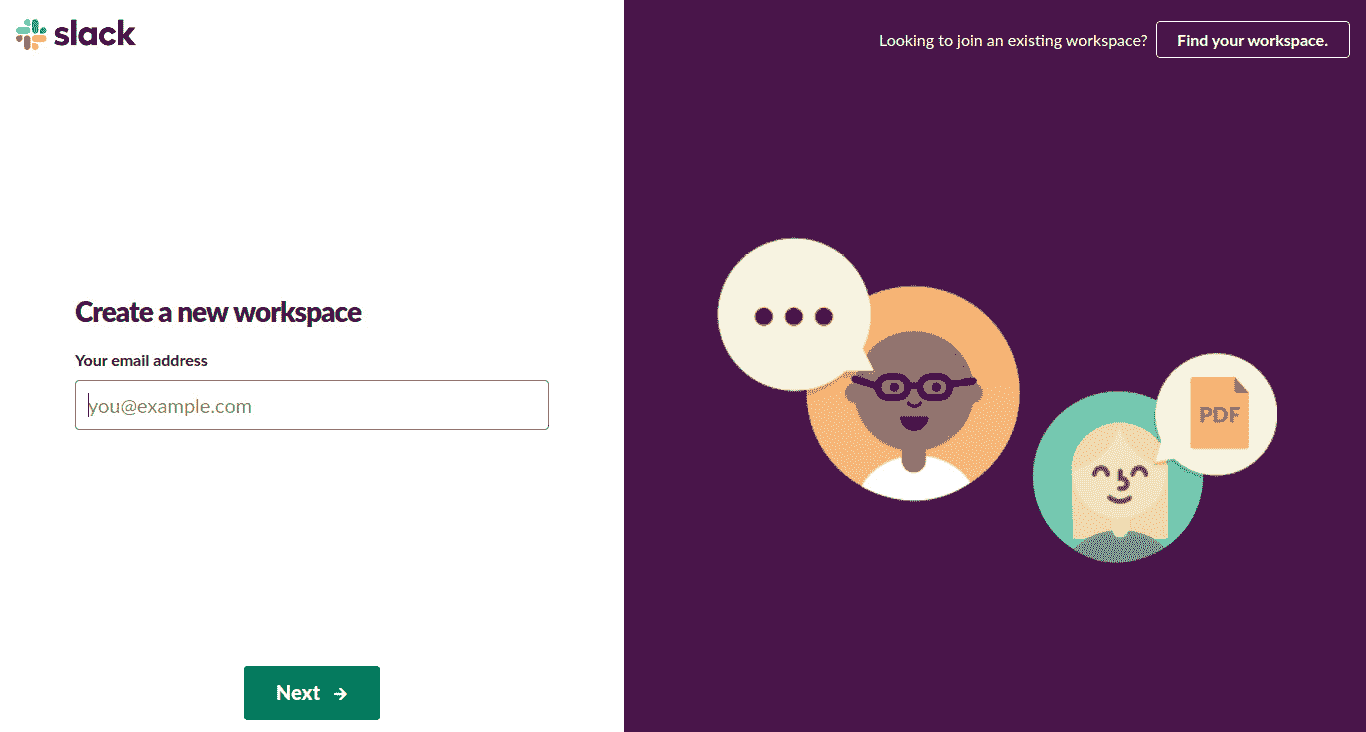 slack
Looking to join an existing workspace? Find your workspace.
Create a new workspace
Your email address
you@example.com
PDF
Next →